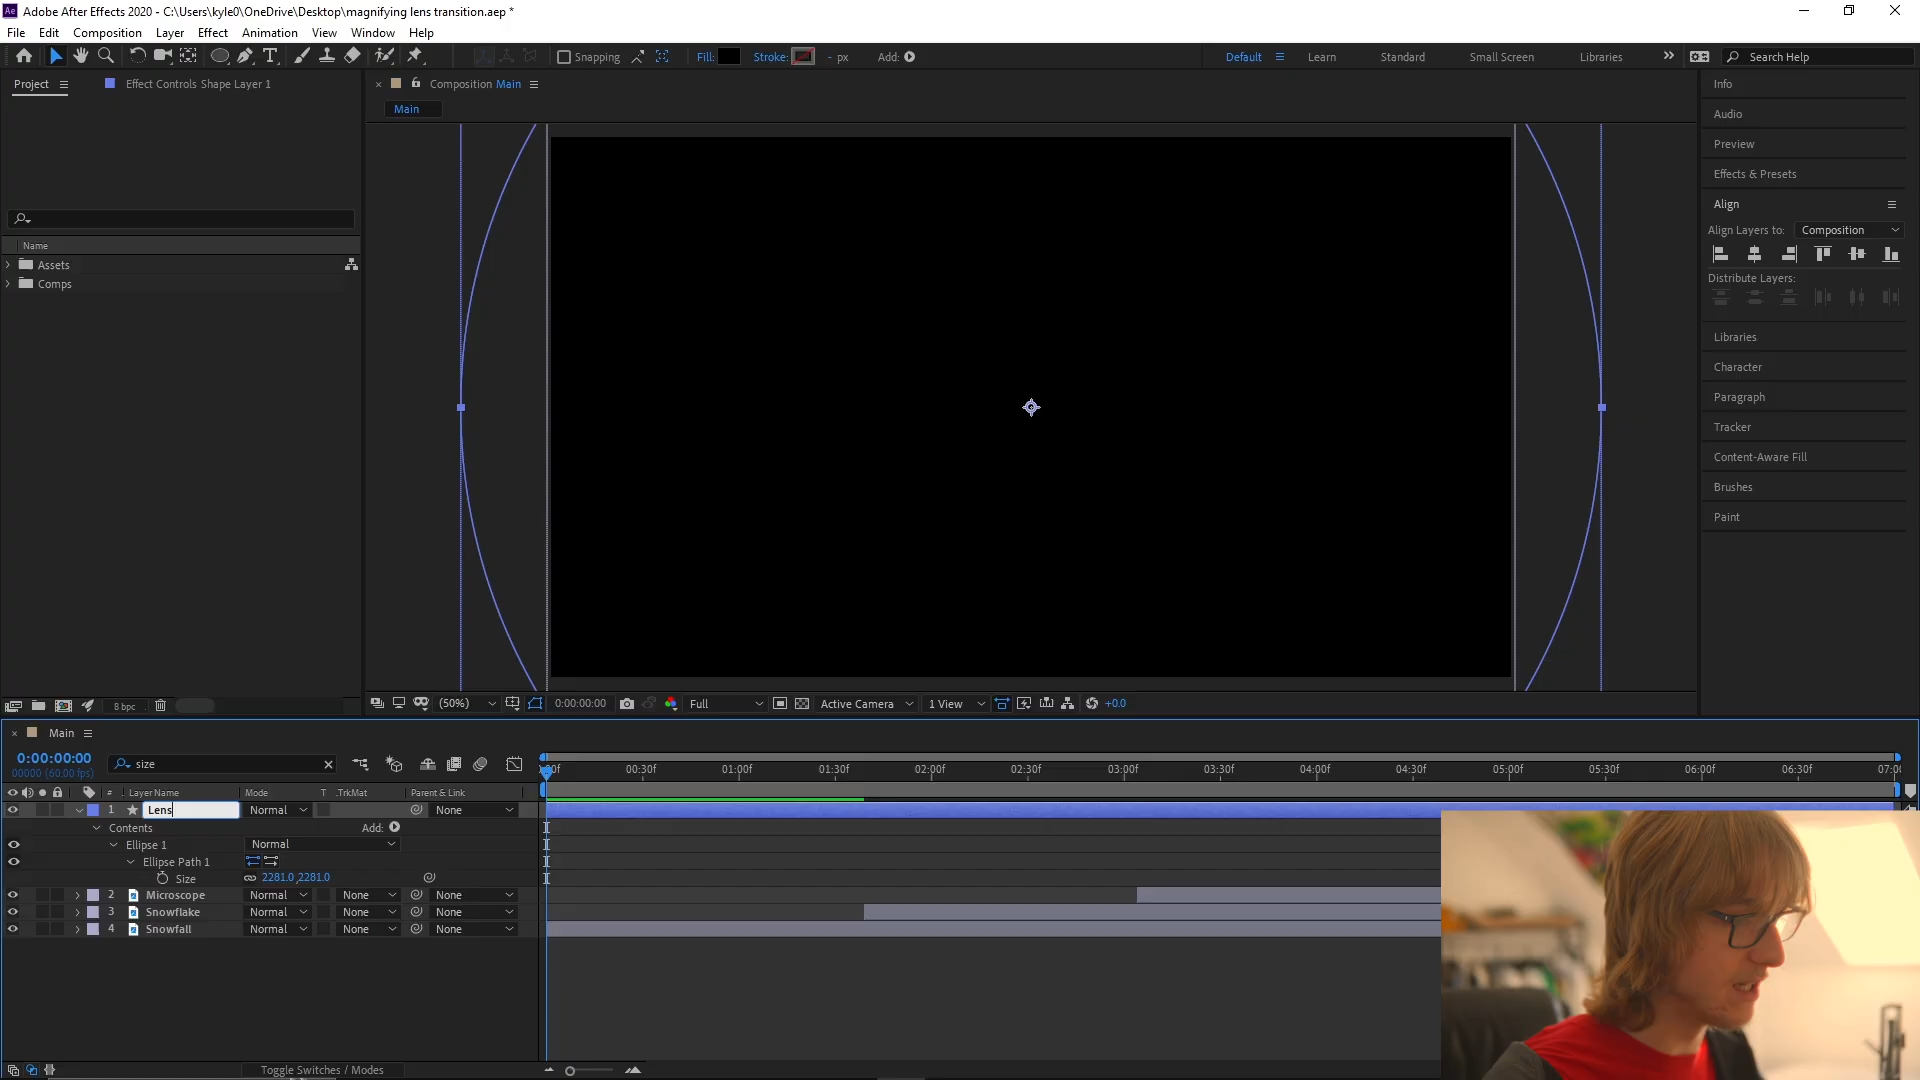 Ae Adobe After Effects 2020 - C:\Users\kyle0\OneDrive\Desktop\magnifying lens transition.aep *
File Edit Composition Layer Effect Animation View Window Help
Snapping Fill: Stroke: - px Add: Default Learn Standard Small Screen Libraries Search Help
Project Effect Controls Shape Layer 1 Composition Main Info
Main
Audio
Preview
Effects & Presets
Align
Align Layers to: Composition
Name
Assets
Distribute Layers:
Comps
Libraries
Character
Paragraph
Tracker
Content-Aware Fill
Brushes
Paint
8 bpc (50%) 0:00:00:00 Full Active Camera 1 View +0.0
Main
0:00:00:00 size
00000 (60.00 fps) 00:30f 01:00f 01:30f 02:00f 02:30f 03:00f 03:30f 04:00f 04:30f 05:00f 05:30f 06:00f 06:30f
# Layer Name Mode T .TrkMat Parent & Link
1 Lens Normal None
Contents Add:
Ellipse 1 Normal
Ellipse Path 1
Size 2281.0,2281.0
2 Microscope Normal None None
3 Snowflake Normal None None
4 Snowfall Normal None None
Toggle Switches / Modes